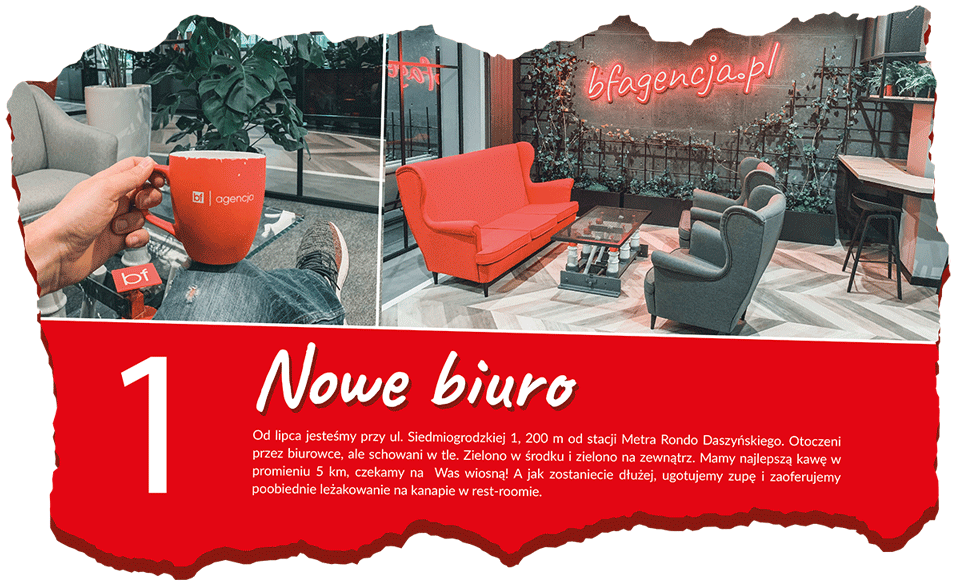 bfagencja.pl
bf | agencja
bf
1
Nowe biuro
Od lipca jesteśmy przy ul. Siedmiogrodzkiej 1, 200 m od stacji Metra Rondo Daszyńskiego. Otoczeni
przez biurowce, ale schowani w tle. Zielono w środku i zielono na zewnątrz. Mamy najlepszą kawę w
promieniu 5 km, czekamy na Was wiosną! A jak zostaniecie dłużej, ugotujemy zupę i zaoferujemy
poobiednie leżakowanie na kanapie w rest-roomie.